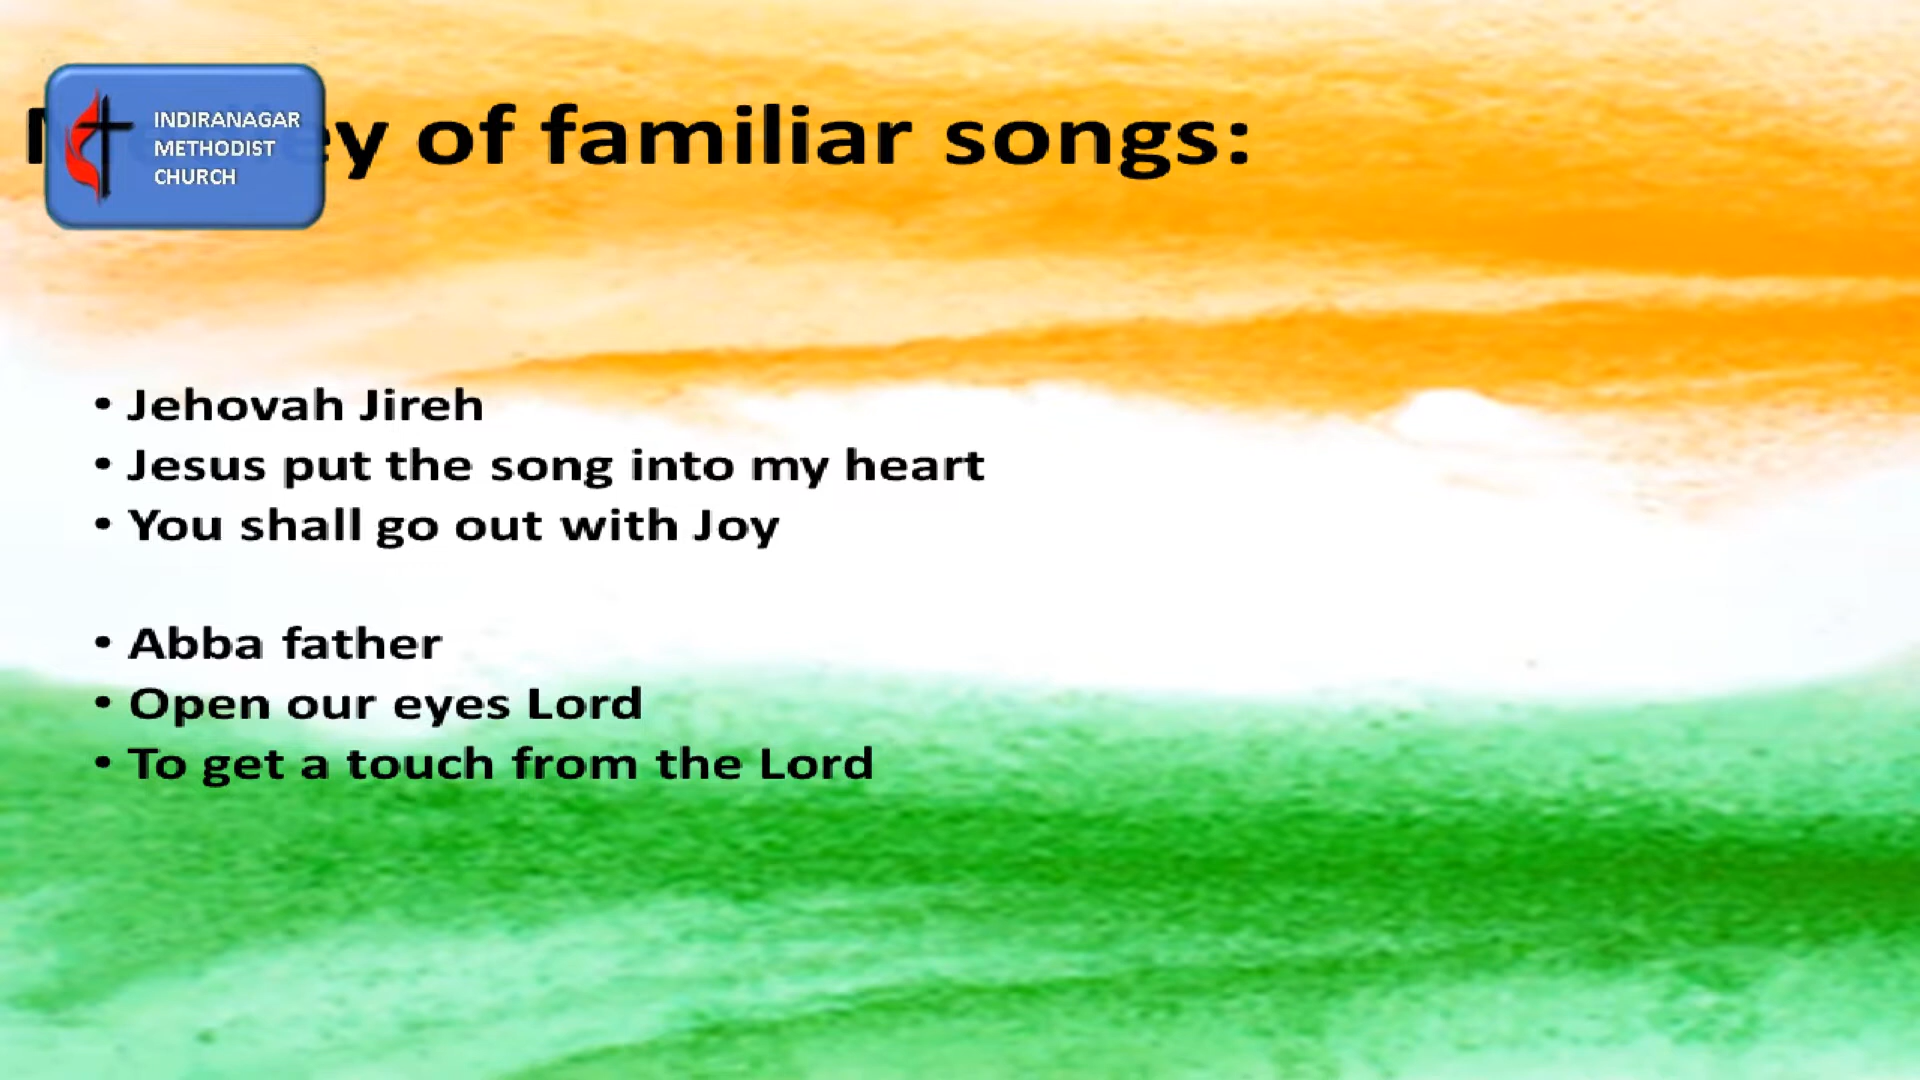 INDIRANAGAR
METHODIST
CHURCH
of familiar songs:
• Jehovah Jireh
• Jesus put the song into my heart
• You shall go out with Joy
• Abba father
• Open our eyes Lord
• To get a touch from the Lord